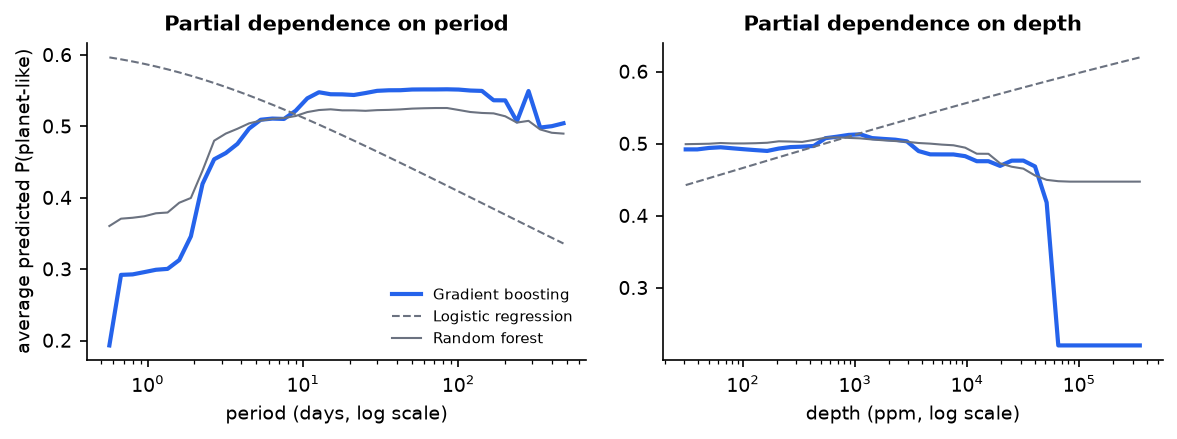 Partial dependence on period
average predicted P(planet-like)
0.6
0.5
0.4
0.3
0.2
Gradient boosting
Logistic regression
Random forest
10⁰ 10¹ 10²
period (days, log scale)
Partial dependence on depth
0.6
0.5
0.4
0.3
10² 10³ 10⁴ 10⁵
depth (ppm, log scale)